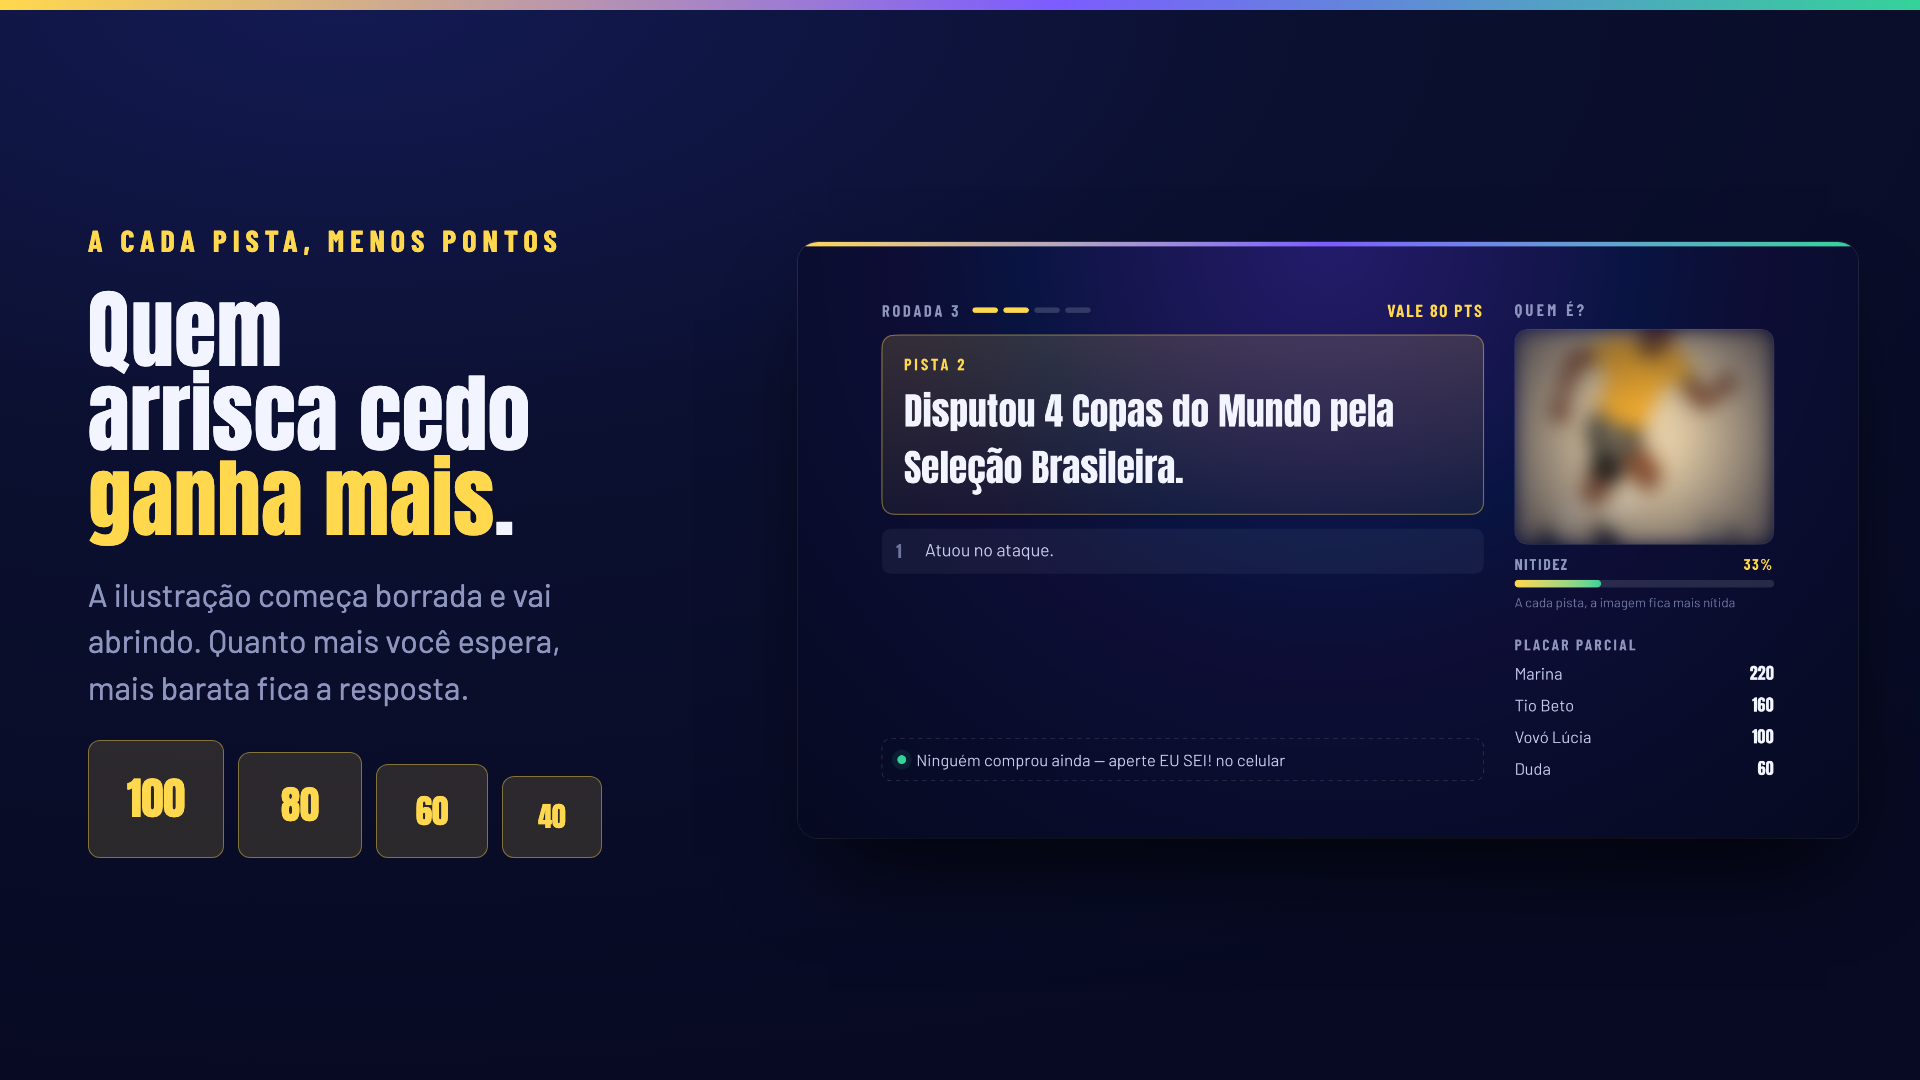 A CADA PISTA, MENOS PONTOS
Quem
arrisca cedo
ganha mais.
A ilustração começa borrada e vai
abrindo. Quanto mais você espera,
mais barata fica a resposta.
100
80
60
40
RODADA 3
VALE 80 PTS
PISTA 2
Disputou 4 Copas do Mundo pela
Seleção Brasileira.
1 Atuou no ataque.
Ninguém comprou ainda — aperte EU SEI! no celular
QUEM É?
NITIDEZ 33%
A cada pista, a imagem fica mais nítida
PLACAR PARCIAL
Marina 220
Tio Beto 160
Vovó Lúcia 100
Duda 60